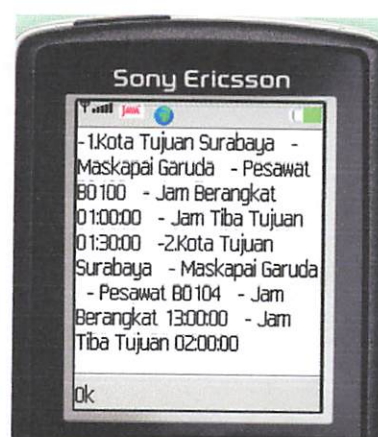 Sony Ericsson
Java
-1.Kota Tujuan Surabaya -
Maskapai Garuda - Pesawat
B0100 - Jam Berangkat
01:00:00 - Jam Tiba Tujuan
01:30:00 -2.Kota Tujuan
Surabaya - Maskapai Garuda
- Pesawat B0104 - Jam
Berangkat 13:00:00 - Jam
Tiba Tujuan 02:00:00
Ok